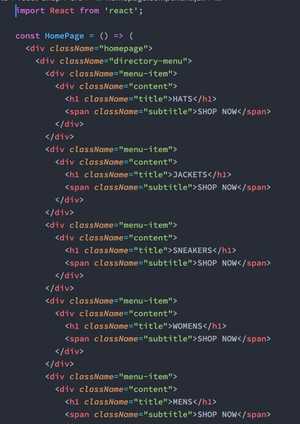 import React from 'react';
const HomePage = () => (
<div className="homepage">
<div className="directory-menu">
<div className="menu-item">
<div className="content">
<h1 className="title">HATS</h1>
<span className="subtitle">SHOP NOW</span>
</div>
</div>
<div className="menu-item">
<div className="content">
<h1 className="title">JACKETS</h1>
<span className="subtitle">SHOP NOW</span>
</div>
</div>
<div className="menu-item">
<div className="content">
<h1 className="title">SNEAKERS</h1>
<span className="subtitle">SHOP NOW</span>
</div>
</div>
<div className="menu-item">
<div className="content">
<h1 className="title">WOMENS</h1>
<span className="subtitle">SHOP NOW</span>
</div>
</div>
<div className="menu-item">
<div className="content">
<h1 className="title">MENS</h1>
<span className="subtitle">SHOP NOW</span>